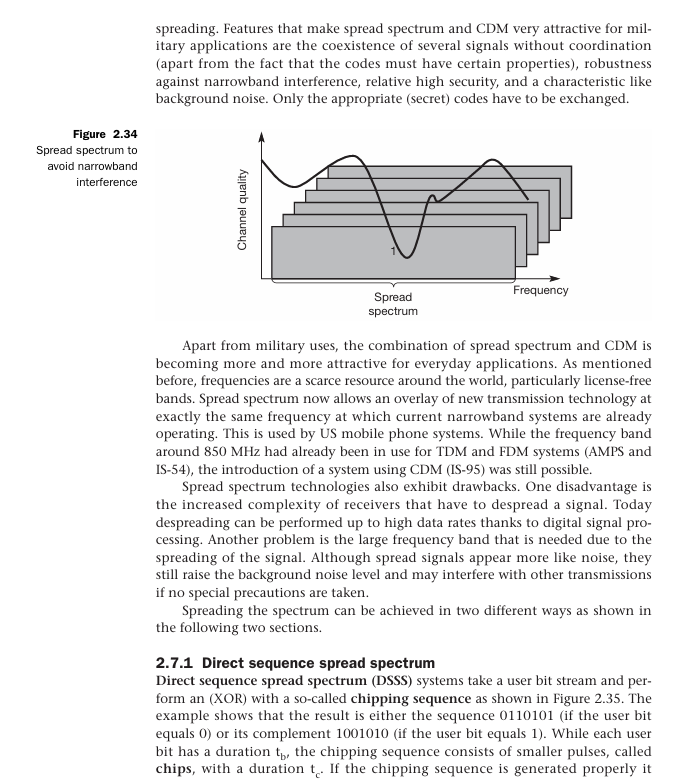 spreading. Features that make spread spectrum and CDM very attractive for mil-
itary applications are the coexistence of several signals without coordination
(apart from the fact that the codes must have certain properties), robustness
against narrowband interference, relative high security, and a characteristic like
background noise. Only the appropriate (secret) codes have to be exchanged.
Figure 2.34
Spread spectrum to
avoid narrowband
interference
Channel quality
1
Spread
spectrum
Frequency
Apart from military uses, the combination of spread spectrum and CDM is
becoming more and more attractive for everyday applications. As mentioned
before, frequencies are a scarce resource around the world, particularly license-free
bands. Spread spectrum now allows an overlay of new transmission technology at
exactly the same frequency at which current narrowband systems are already
operating. This is used by US mobile phone systems. While the frequency band
around 850 MHz had already been in use for TDM and FDM systems (AMPS and
IS-54), the introduction of a system using CDM (IS-95) was still possible.
Spread spectrum technologies also exhibit drawbacks. One disadvantage is
the increased complexity of receivers that have to despread a signal. Today
despreading can be performed up to high data rates thanks to digital signal pro-
cessing. Another problem is the large frequency band that is needed due to the
spreading of the signal. Although spread signals appear more like noise, they
still raise the background noise level and may interfere with other transmissions
if no special precautions are taken.
Spreading the spectrum can be achieved in two different ways as shown in
the following two sections.
2.7.1 Direct sequence spread spectrum
Direct sequence spread spectrum (DSSS) systems take a user bit stream and per-
form an (XOR) with a so-called chipping sequence as shown in Figure 2.35. The
example shows that the result is either the sequence 0110101 (if the user bit
equals 0) or its complement 1001010 (if the user bit equals 1). While each user
bit has a duration tb, the chipping sequence consists of smaller pulses, called
chips, with a duration tc. If the chipping sequence is generated properly it